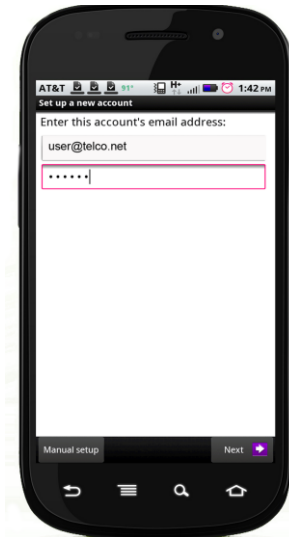 AT&T 91° H+ 1:42 PM
Set up a new account
Enter this account's email address:
user@telco.net
••••••
Manual setup Next